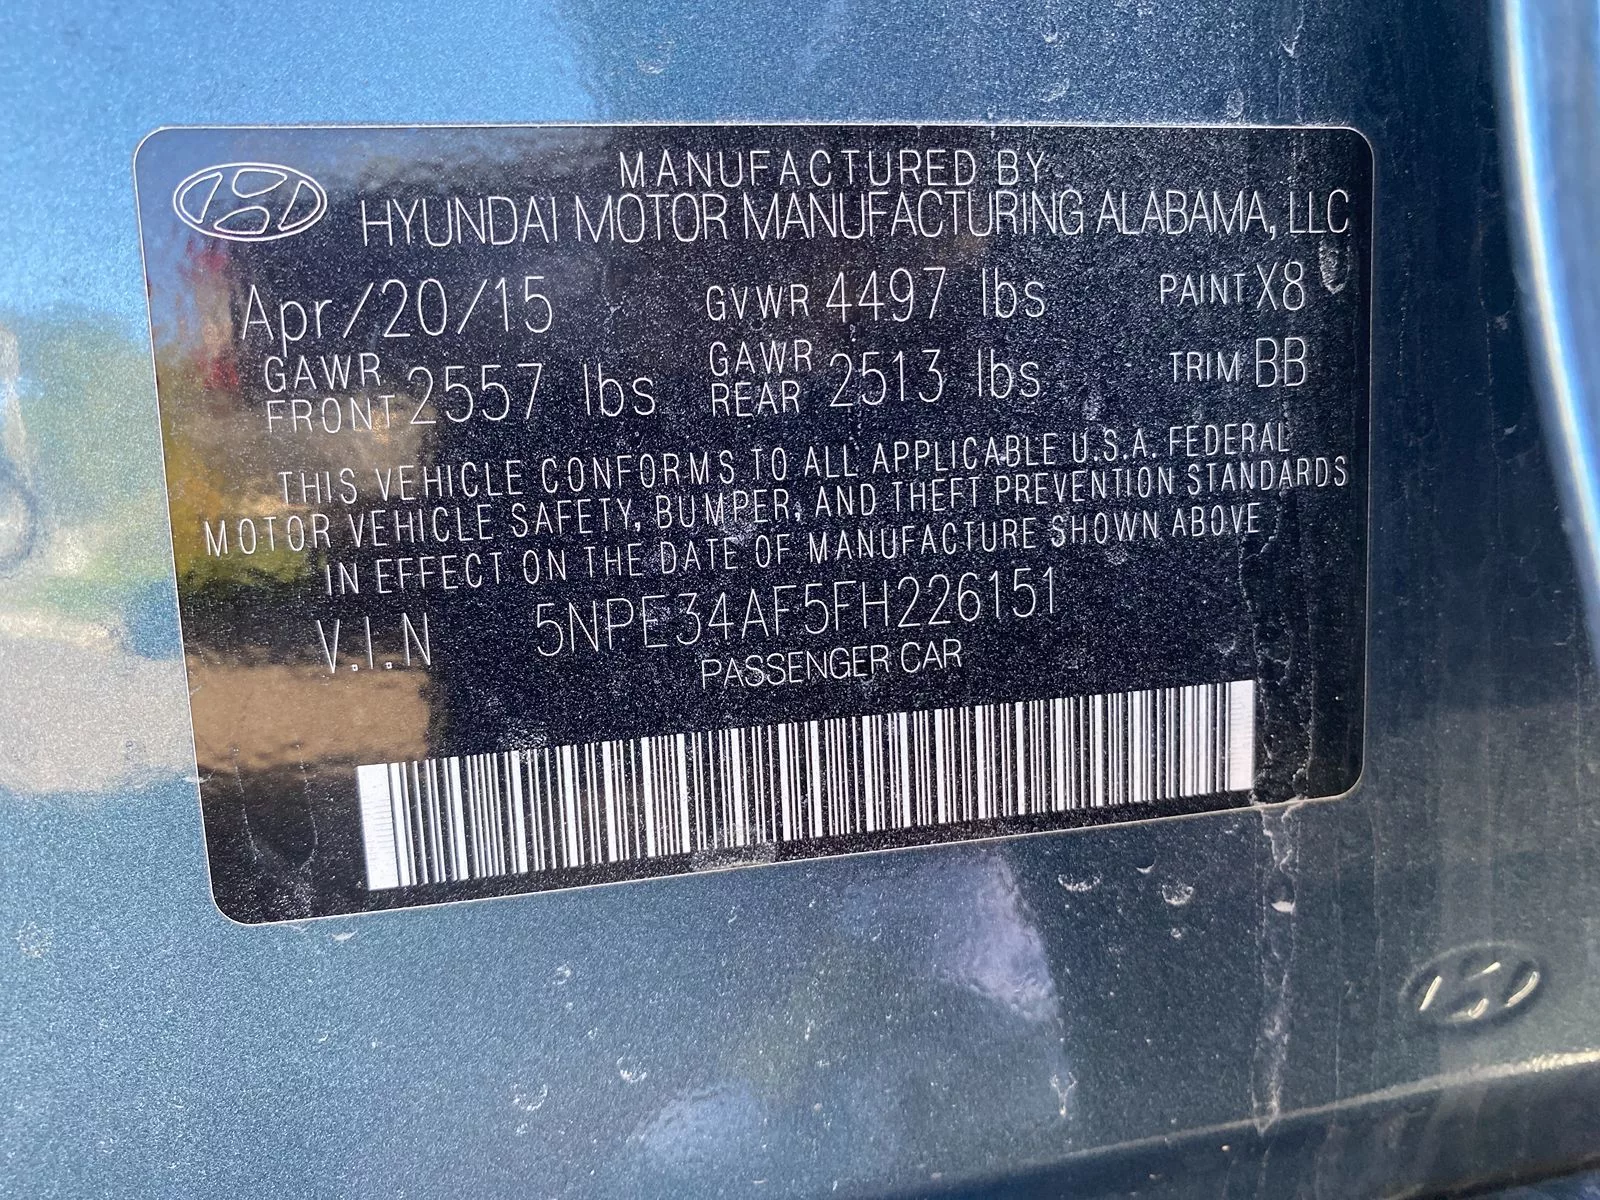 MANUFACTURED BY
HYUNDAI MOTOR MANUFACTURING ALABAMA, LLC
Apr/20/15 GVWR 4497 lbs PAINT X8
GAWR FRONT 2557 lbs GAWR REAR 2513 lbs TRIM BB
THIS VEHICLE CONFORMS TO ALL APPLICABLE U.S.A. FEDERAL
MOTOR VEHICLE SAFETY, BUMPER, AND THEFT PREVENTION STANDARDS
IN EFFECT ON THE DATE OF MANUFACTURE SHOWN ABOVE
V.I.N 5NPE34AF5FH226151
PASSENGER CAR